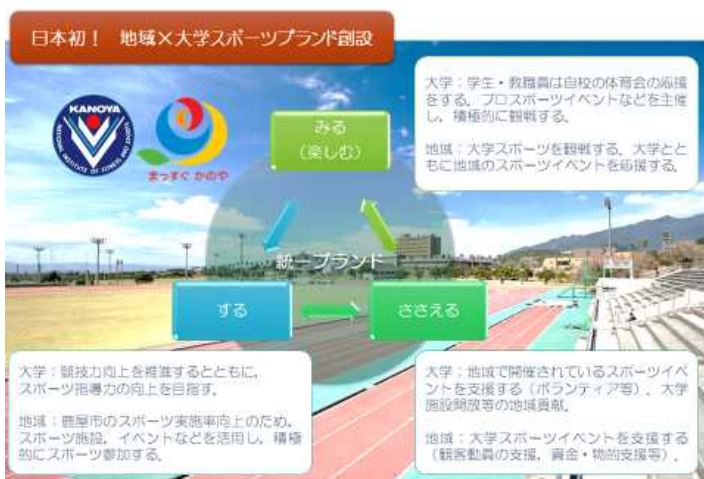 日本初！ 地域×大学スポーツブランド創設
大学：学生・教職員は自校の体育会の応援
をする。プロスポーツイベントなどを主催
し、積極的に観戦する。
地域：大学スポーツを観戦する。大学とと
もに地域のスポーツイベントを応援する。
KANOYA
まっすぐ かのや
みる
（楽しむ）
統一ブランド
する
ささえる
大学：競技力向上を推進するとともに、
スポーツ指導力の向上を目指す。
地域：鹿屋市のスポーツ実施率向上のため、
スポーツ施設、イベントなどを活用し、積極
的にスポーツ参加する。
大学：地域で開催されているスポーツイベ
ントを支援する（ボランティア等）。大学
施設開放等の地域貢献。
地域：大学スポーツイベントを支援する
（観客動員の支援、資金・物的支援等）。